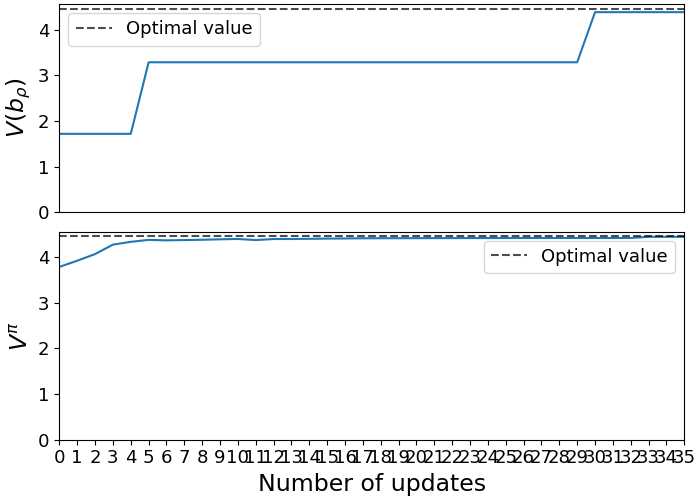 4
3
2
1
0
V(b_ρ)
Optimal value
4
3
2
1
0
V^π
Optimal value
0 1 2 3 4 5 6 7 8 9 10 11 12 13 14 15 16 17 18 19 20 21 22 23 24 25 26 27 28 29 30 31 32 33 34 35
Number of updates